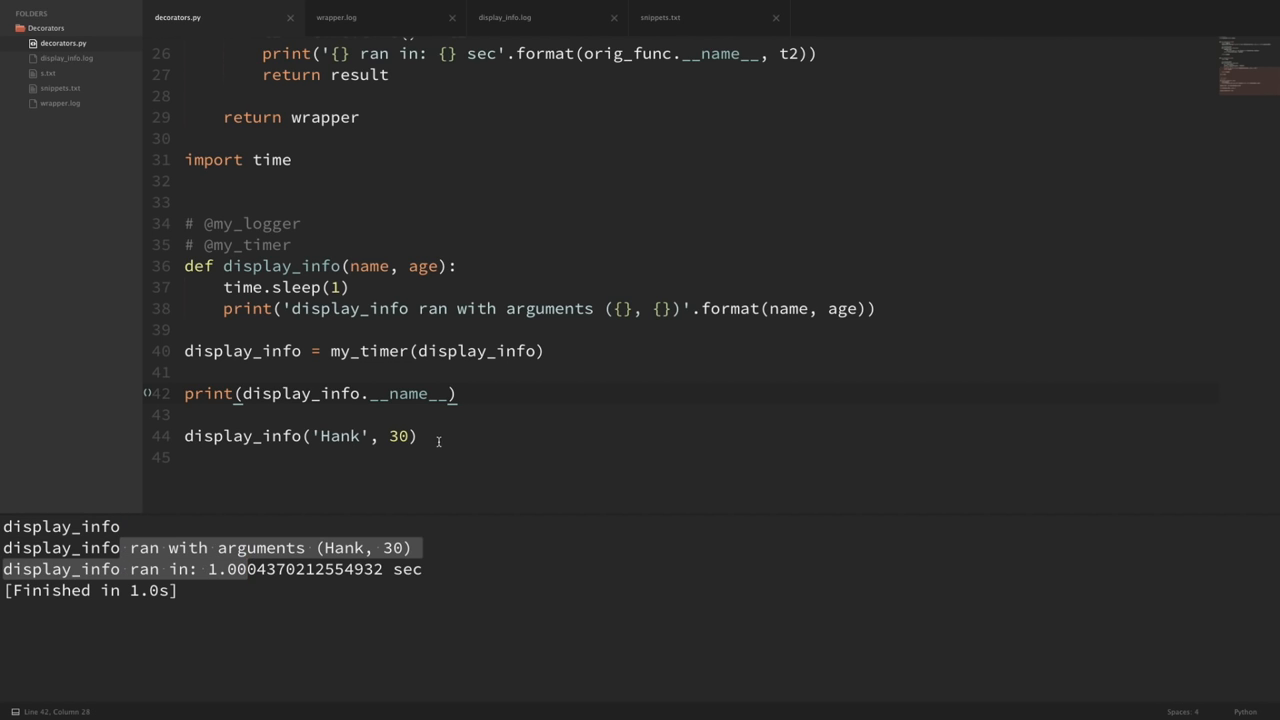 FOLDERS
Decorators
decorators.py
display_info.log
s.txt
snippets.txt
wrapper.log
decorators.py
wrapper.log
display_info.log
snippets.txt
26 print('{} ran in: {} sec'.format(orig_func.__name__, t2))
27 return result
28
29 return wrapper
30
31 import time
32
33
34 # @my_logger
35 # @my_timer
36 def display_info(name, age):
37 time.sleep(1)
38 print('display_info ran with arguments ({}, {})'.format(name, age))
39
40 display_info = my_timer(display_info)
41
42 print(display_info.__name__)
43
44 display_info('Hank', 30)
45
display_info
display_info ran with arguments (Hank, 30)
display_info ran in: 1.0004370212554932 sec
[Finished in 1.0s]
Line 42, Column 28
Spaces: 4
Python